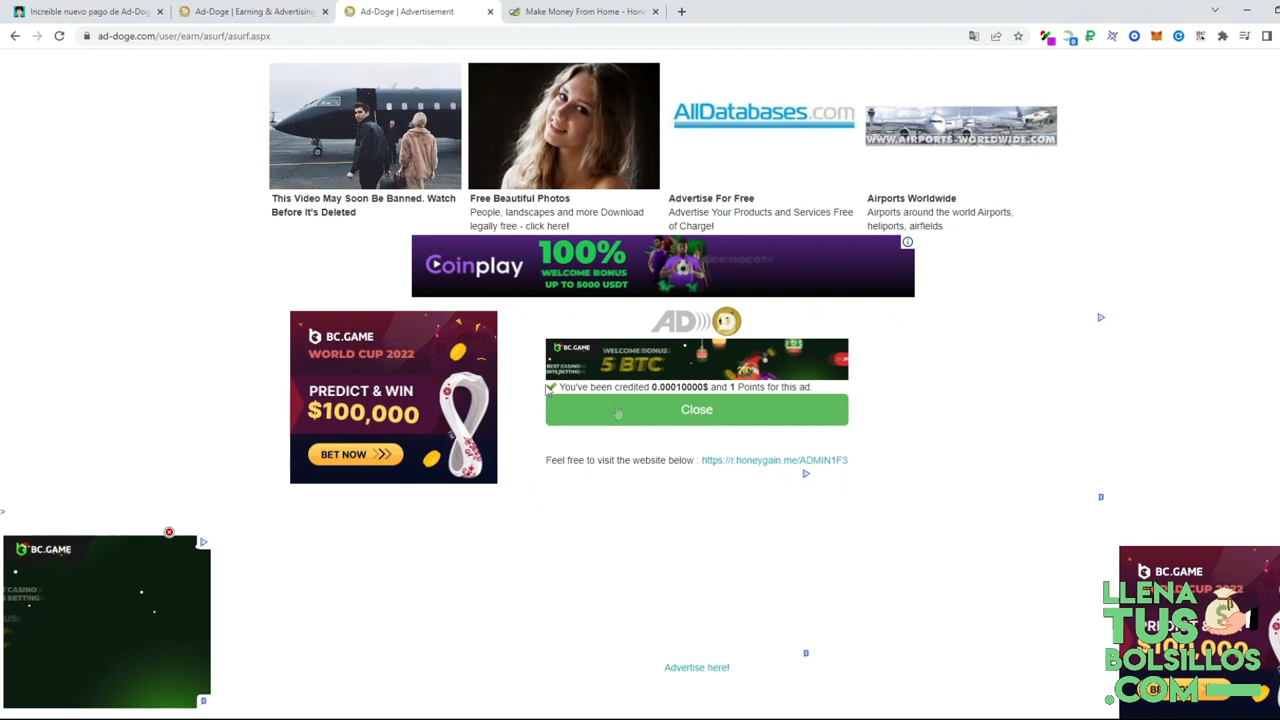 Increible nuevo pago de Ad-Dog
Ad-Doge | Earning & Advertising
Ad-Doge | Advertisement
Make Money From Home - Hone
ad-doge.com/user/earn/asurf/asurf.aspx
AllDatabases.com
WWW.AIRPORTS-WORLDWIDE.COM
This Video May Soon Be Banned. Watch
Before It's Deleted
Free Beautiful Photos
People, landscapes and more Download
legally free - click here!
Advertise For Free
Advertise Your Products and Services Free
of Charge!
Airports Worldwide
Airports around the world Airports,
heliports, airfields
Coinplay
100%
WELCOME BONUS
UP TO 5000 USDT
BC.GAME
WORLD CUP 2022
PREDICT & WIN
$100,000
BET NOW >>>
AD
BC.GAME
BEST CASINO
WELCOME BONUS
5 BTC
You've been credited 0.00010000$ and 1 Points for this ad.
Close
Feel free to visit the website below : https://r.honeygain.me/ADMIN1F3
>
BC.GAME
CASINO
BETTING
Advertise here!
BC.GAME
LLENA
TUS
BOLSILLOS
.COM